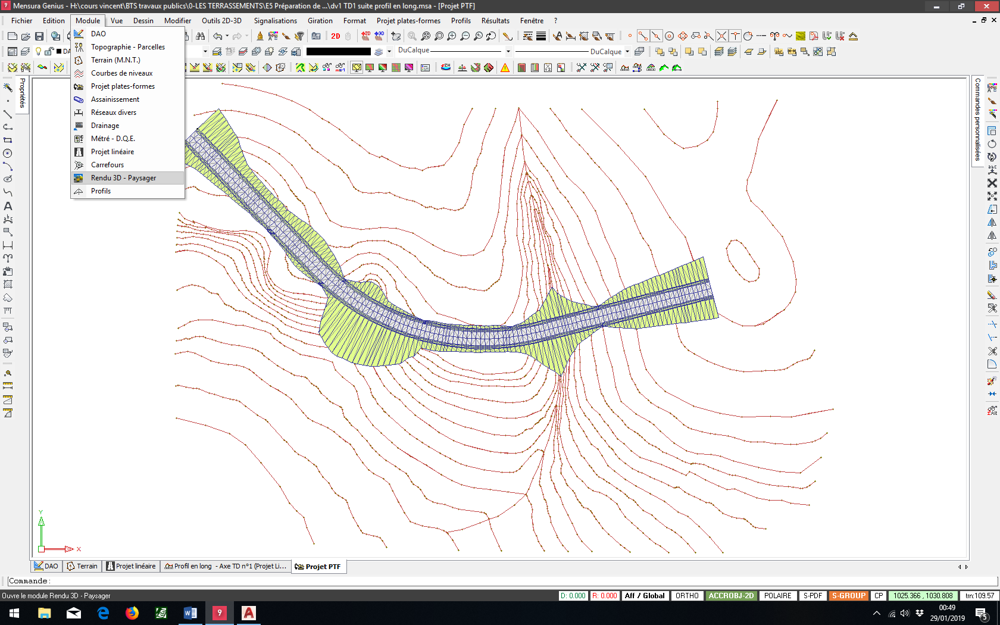 Mensura Genius - H:\cours vincent\BTS travaux publics\0-LES TERRASSEMENTS\E5 Préparation de ...\dv1 TD1 suite profil en long.msa - [Projet PTF]
Fichier Edition Module Vue Dessin Modifier Outils 2D-3D Signalisations Giration Format Projet plates-formes Profils Résultats Fenêtre ?
DAO
Topographie - Parcelles
Terrain (M.N.T.)
Courbes de niveaux
Projet plates-formes
Assainissement
Réseaux divers
Drainage
Métré - D.Q.E.
Projet linéaire
Carrefours
Rendu 3D - Paysager
Profils
Aff 2D
DuCalque DuCalque
Propriétés
Commandes personnalisées
Y
X
DAO Terrain Projet linéaire Profil en long - Axe TD n°1 (Projet Li... Projet PTF
Commande:
Ouvre le module Rendu 3D - Paysager D: 0.000 R: 0.000 Aff / Global ORTHO ACCROBJ-2D POLAIRE S-PDF S-GROUP CP 1025.366 , 1030.808 trn:109.57
00:49
29/01/2019
5